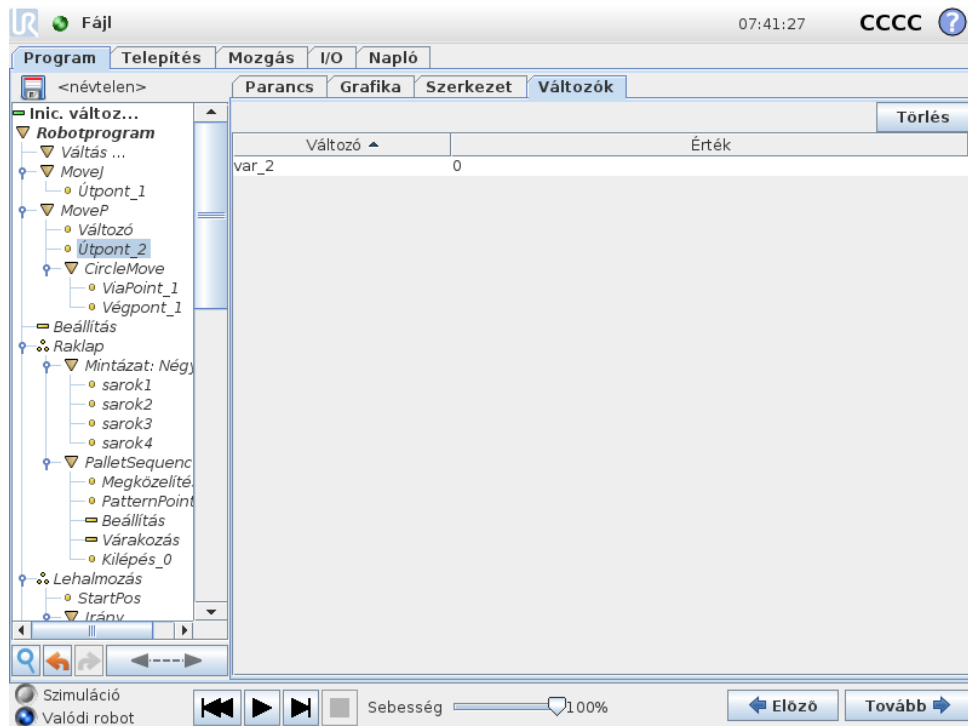 UR Fájl 07:41:27 CCCC ?
Program Telepítés Mozgás I/O Napló
<névtelen> Parancs Grafika Szerkezet Változók
Törlés
Változó Érték
var_2 0
Inic. változ...
Robotprogram
Váltás ...
MoveJ
Útpont_1
MoveP
Változó
Útpont_2
CircleMove
ViaPoint_1
Végpont_1
Beállítás
Raklap
Mintázat: Négy
sarok1
sarok2
sarok3
sarok4
PalletSequenc
Megközelíté
PatternPoint
Beállítás
Várakozás
Kilépés_0
Lehalmozás
StartPos
Irány
Szimuláció
Valódi robot
Sebesség 100%
Előző Tovább